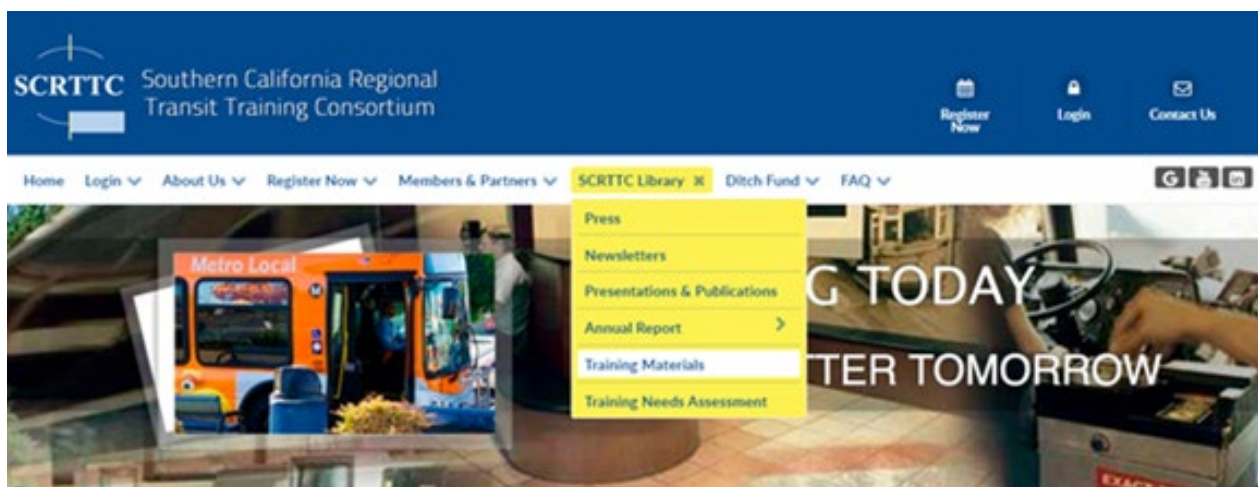 SCRTTC
Southern California Regional
Transit Training Consortium
Register
Now
Login
Contact Us
Home Login About Us Register Now Members & Partners SCRTTC Library Ditch Fund FAQ
G in
Press
Newsletters
Presentations & Publications
Annual Report
Training Materials
Training Needs Assessment
Metro Local
G TODAY
TTER TOMORROW
EXACT